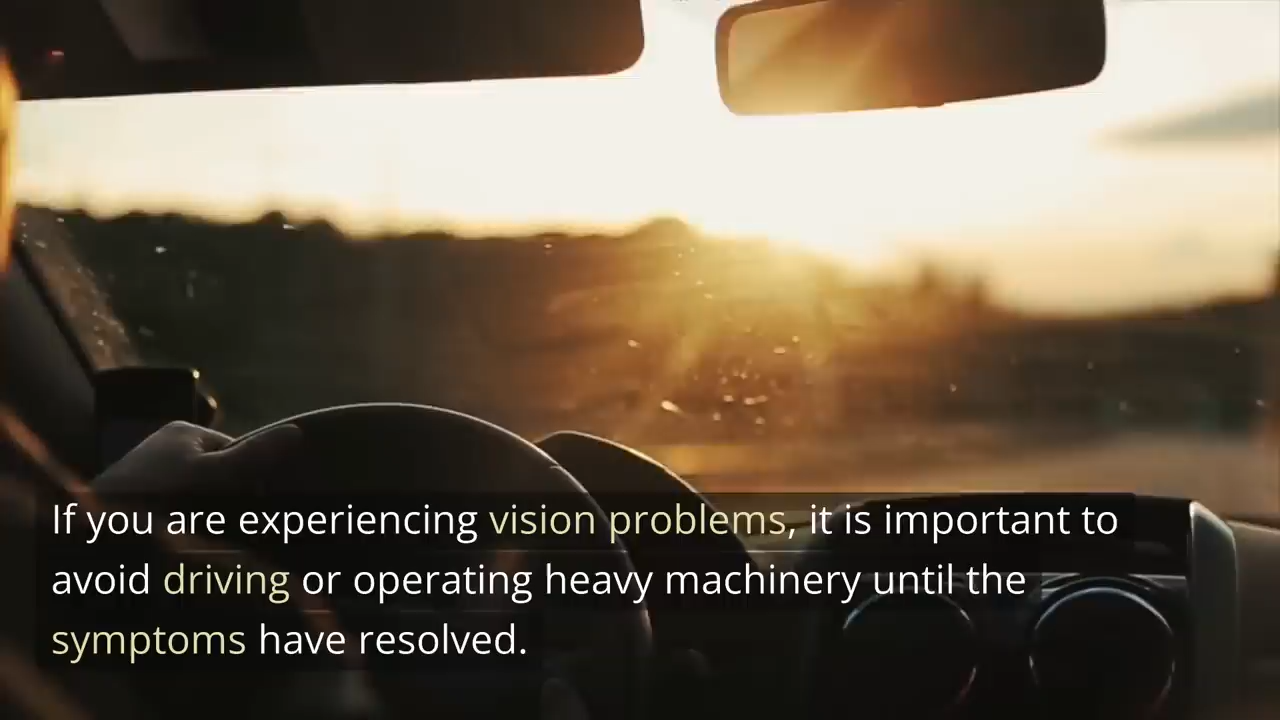 If you are experiencing vision problems, it is important to
avoid driving or operating heavy machinery until the
symptoms have resolved.